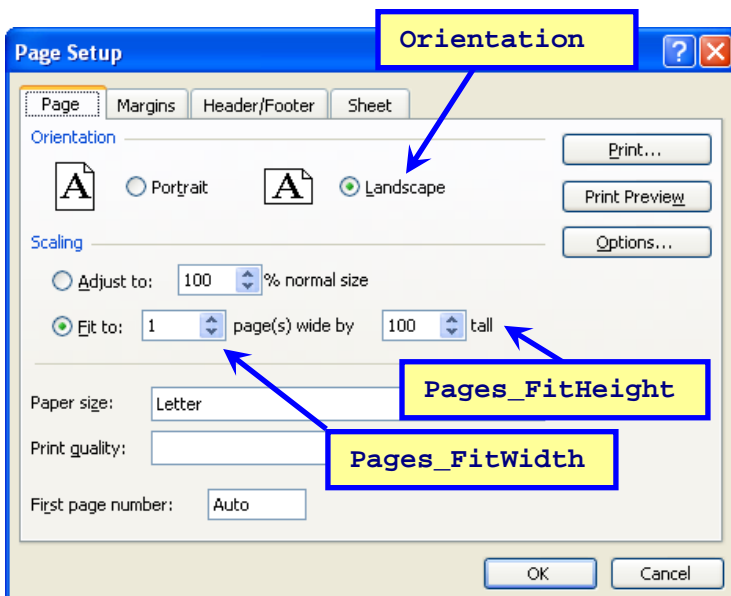 Orientation
Page Setup
Page Margins Header/Footer Sheet
Orientation
A Portrait A Landscape
Print...
Print Preview
Options...
Scaling
Adjust to: 100 % normal size
Fit to: 1 page(s) wide by 100 tall
Pages_FitHeight
Paper size: Letter
Pages_FitWidth
Print quality:
First page number: Auto
OK Cancel